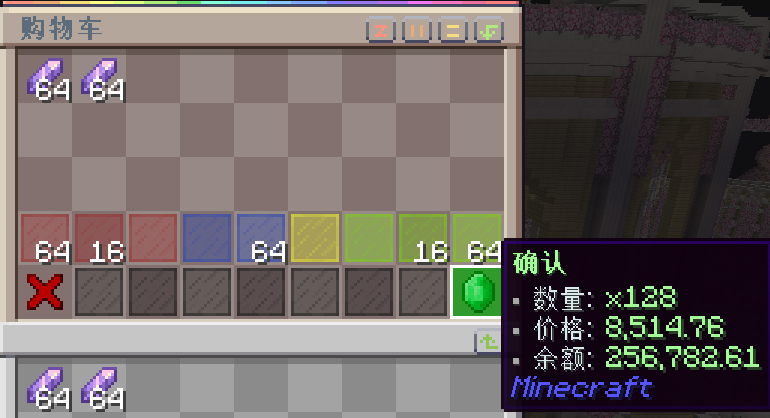 购物车
64 64
64 16 64 16 64
确认
▪ 数量: x128
▪ 价格: 8,514.76
▪ 余额: 256,782.61
Minecraft
64 64